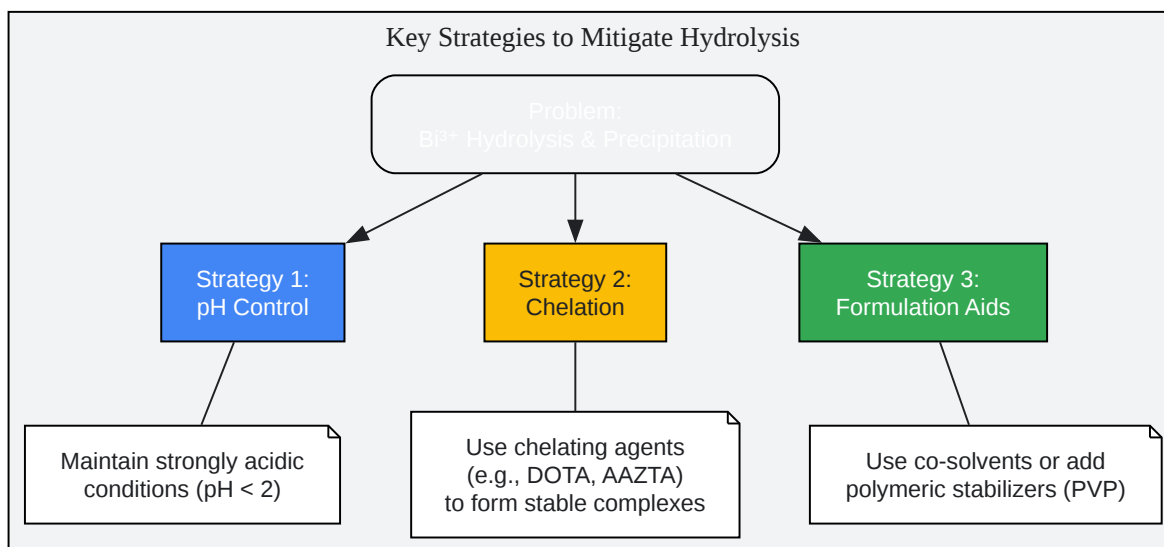 Key Strategies to Mitigate Hydrolysis
Problem:
Bi³⁺ Hydrolysis & Precipitation
Strategy 1:
pH Control
Strategy 2:
Chelation
Strategy 3:
Formulation Aids
Maintain strongly acidic
conditions (pH < 2)
Use chelating agents
(e.g., DOTA, AAZTA)
to form stable complexes
Use co-solvents or add
polymeric stabilizers (PVP)